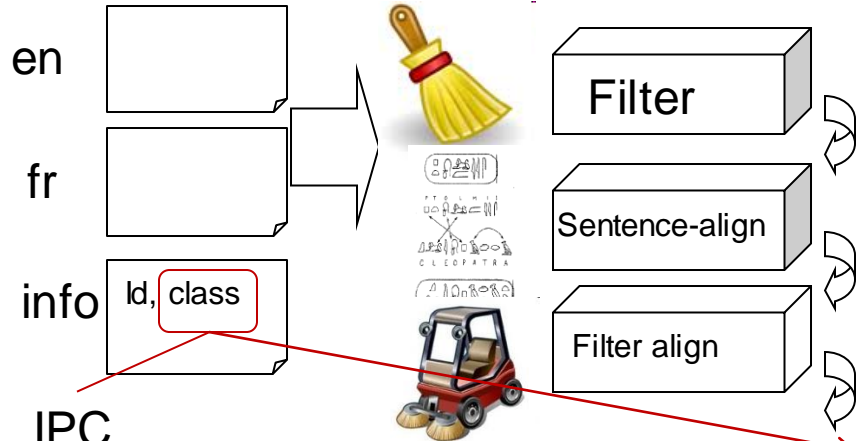 en
fr
info
Id, class
IPC
PTOLMIS
CLEOPATRA
Filter
Sentence-align
Filter align